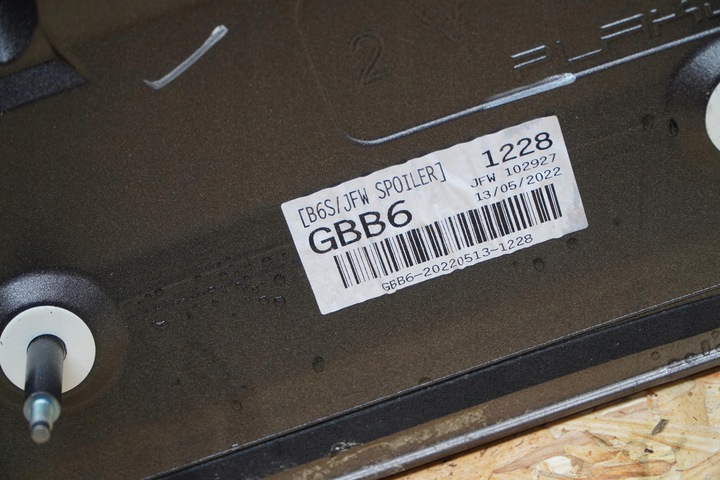 2
[B6S/JFW SPOILER]
1228
JFW 102927
GBB6
13/05/2022
GBB6-20220513-1228